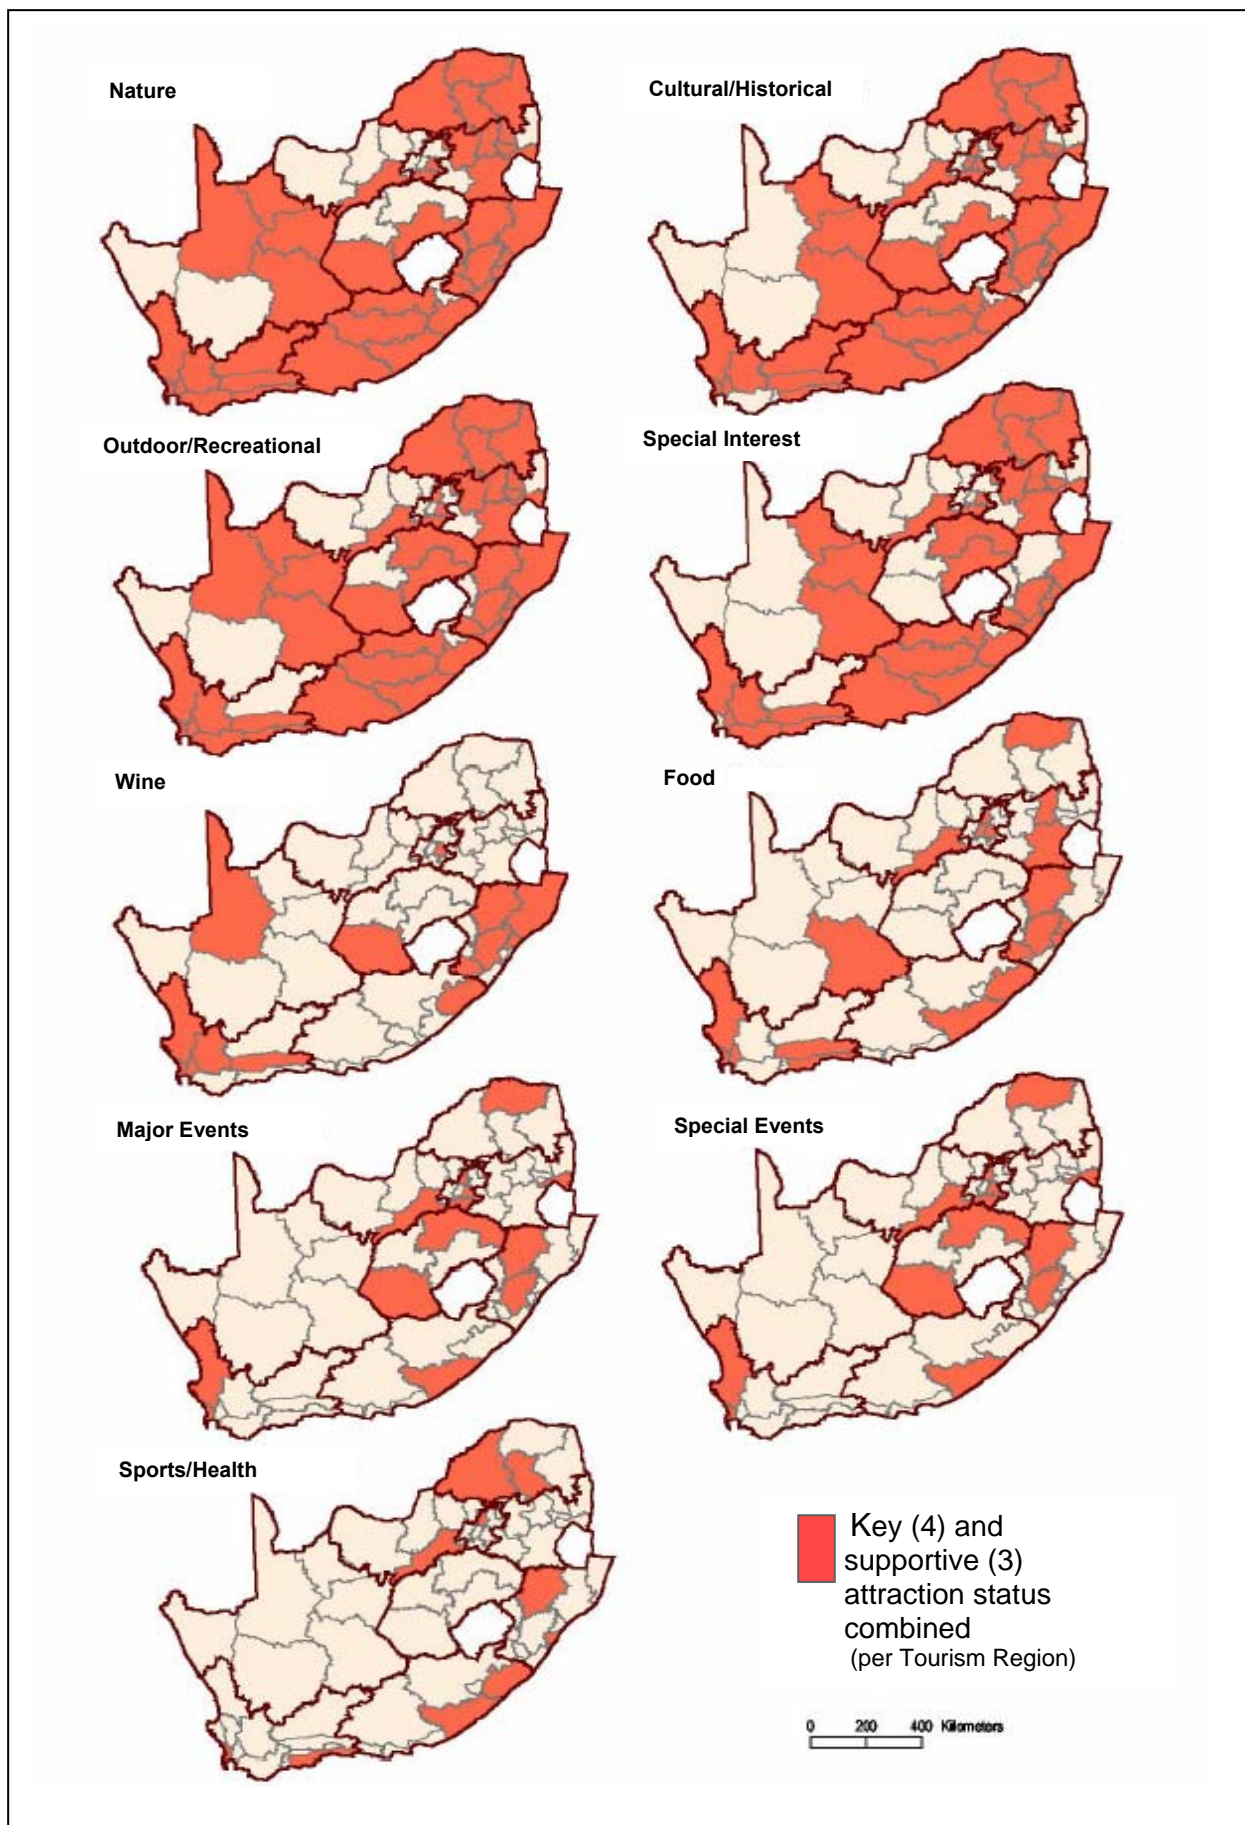 Nature
Cultural/Historical
Outdoor/Recreational
Special Interest
Wine
Food
Major Events
Special Events
Sports/Health
Key (4) and
supportive (3)
attraction status
combined
(per Tourism Region)
0 200 400 Kilometers